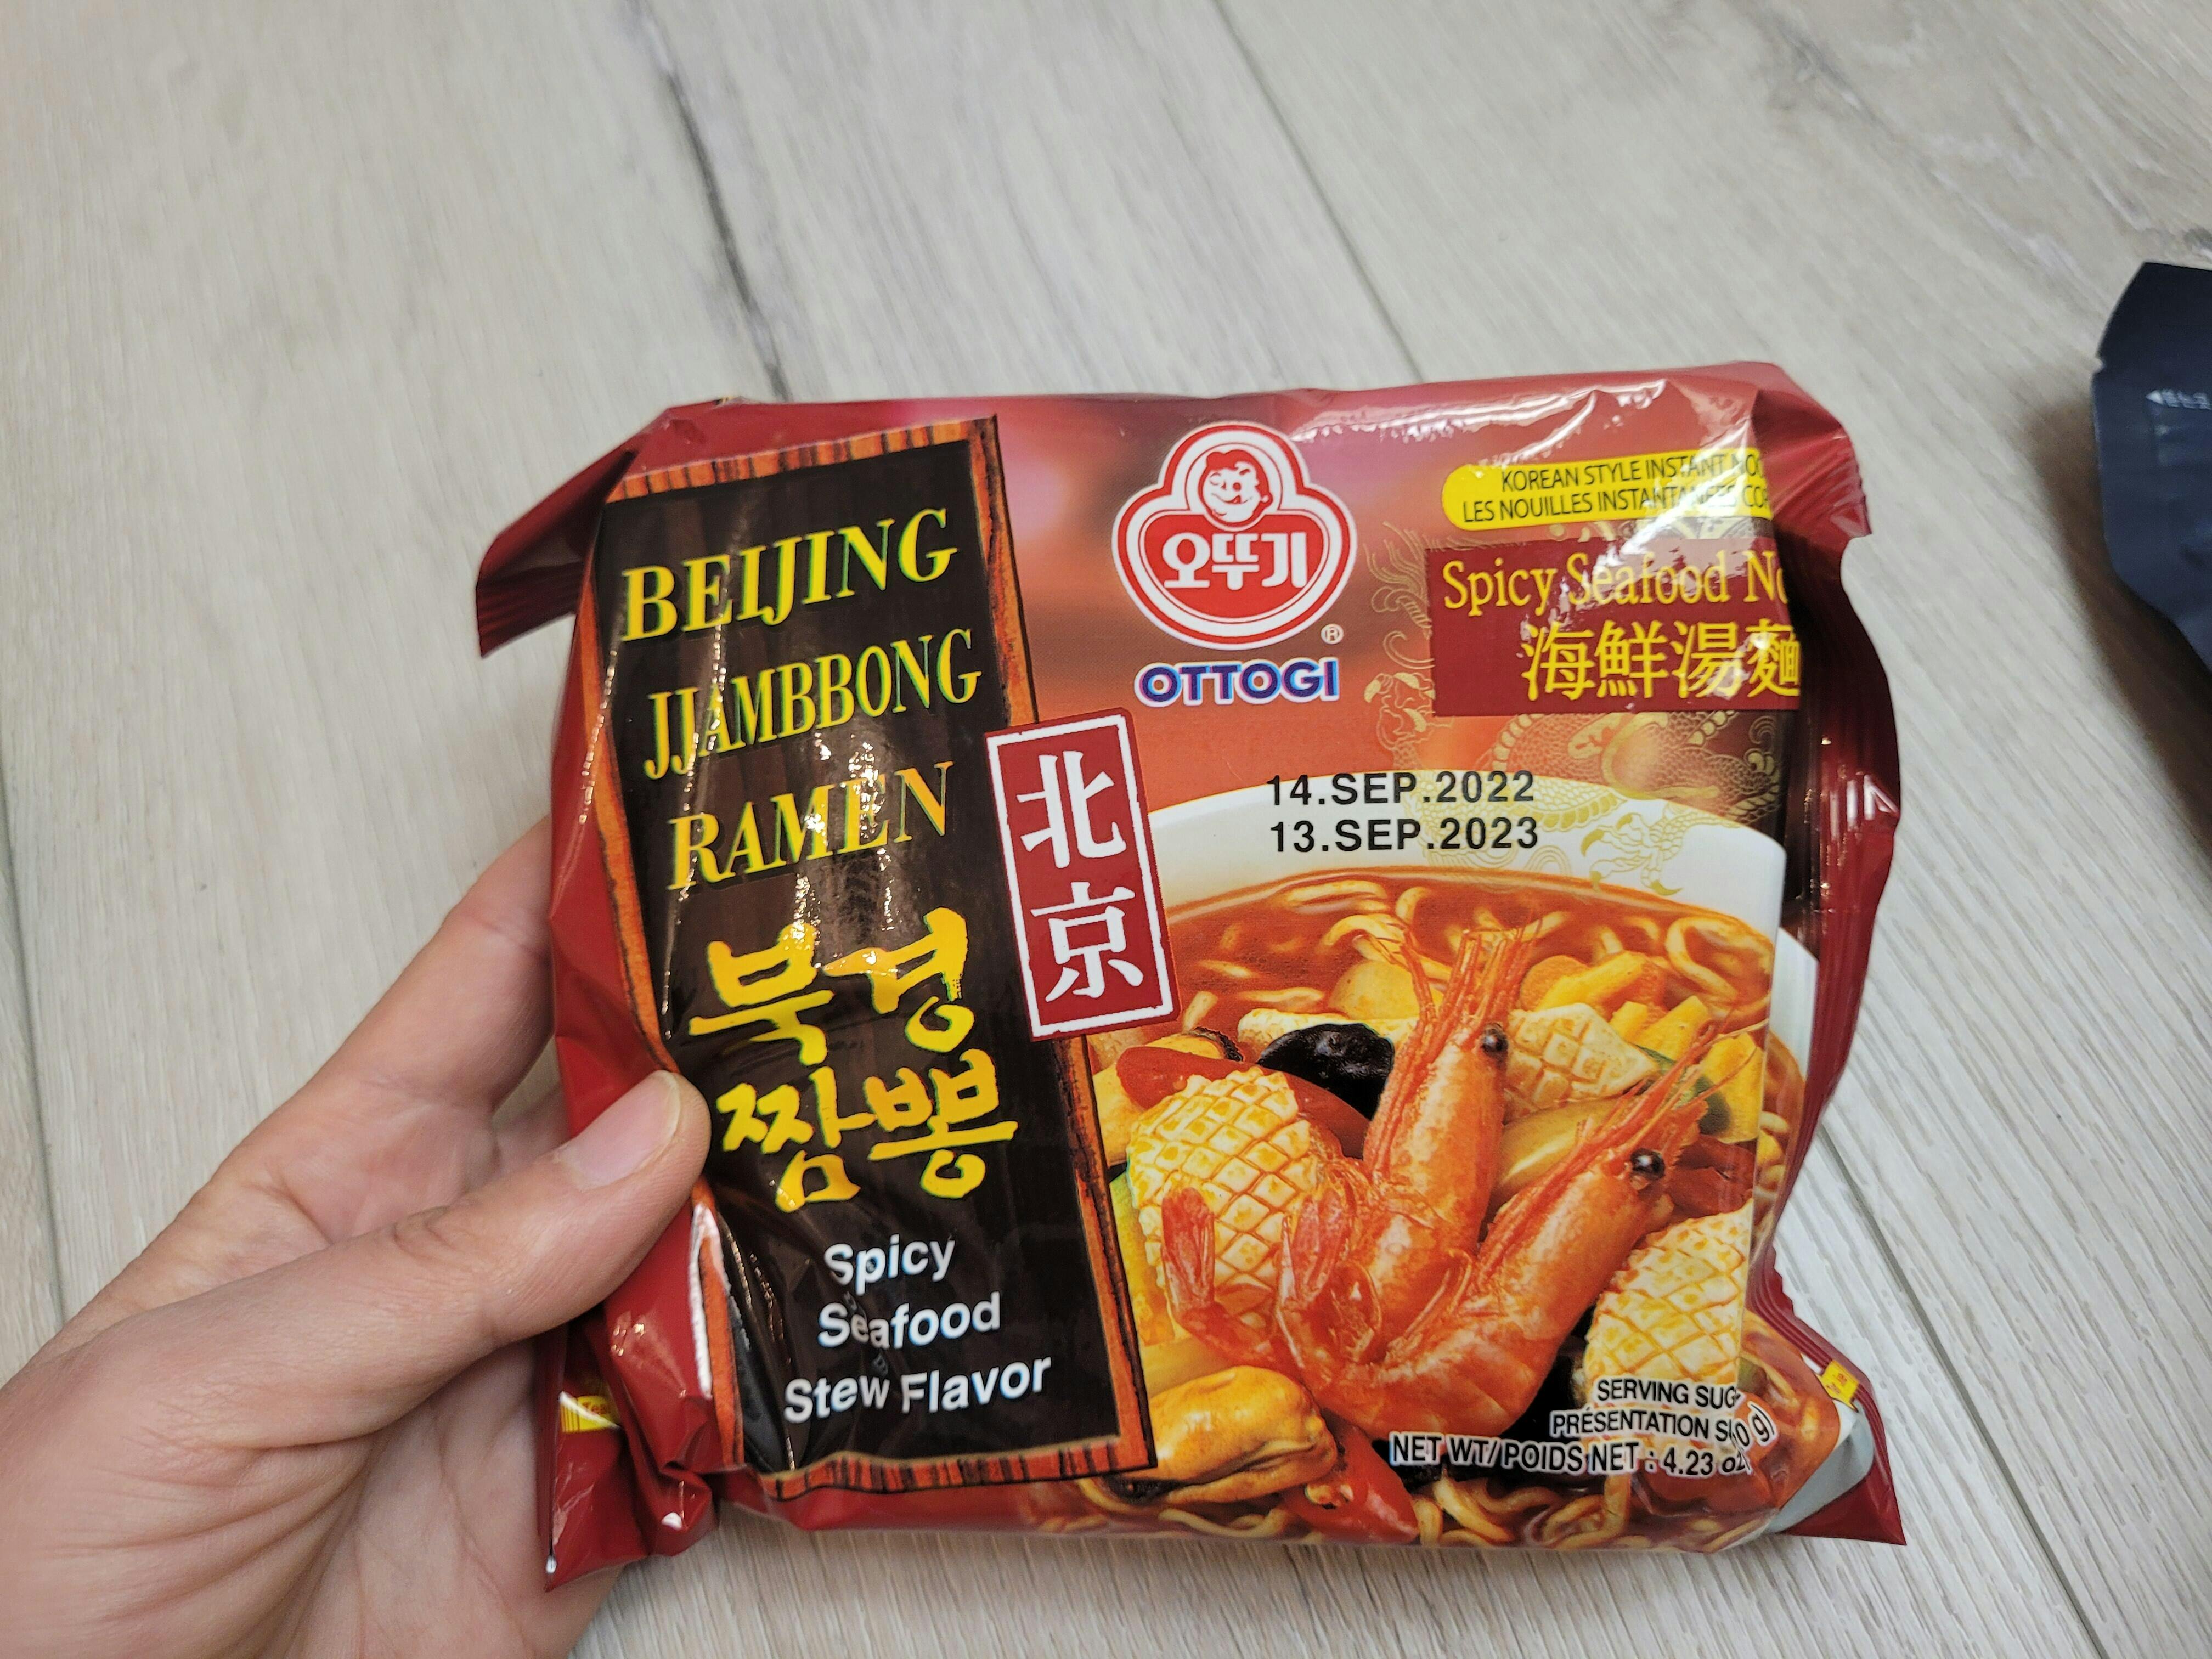 BEIJING
JJAMBBONG
RAMEN
북경
짬뽕
Spicy
Seafood
Stew Flavor
北京
오뚜기
®
OTTOGI
KOREAN STYLE INSTANT
LES NOUILLES INSTANTANÉES
Spicy Seafood
海鮮湯麵
14.SEP.2022
13.SEP.2023
SERVING
PRÉSENTATION
NET WT/POIDS NET : 4.23 oz